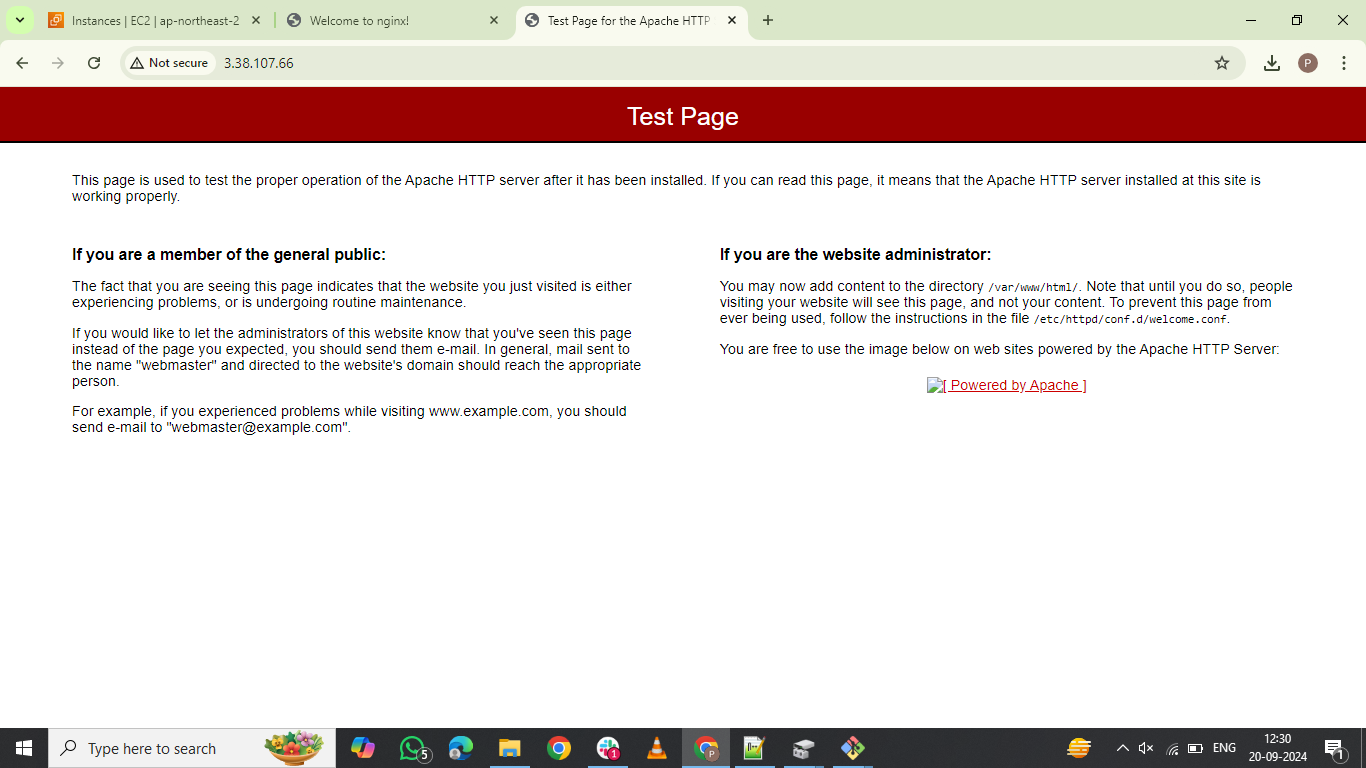 Instances | EC2 | ap-northeast-2
Welcome to nginx!
Test Page for the Apache HTTP
Not secure
3.38.107.66
P
Test Page
This page is used to test the proper operation of the Apache HTTP server after it has been installed. If you can read this page, it means that the Apache HTTP server installed at this site is
working properly.
If you are a member of the general public:
The fact that you are seeing this page indicates that the website you just visited is either
experiencing problems, or is undergoing routine maintenance.
If you would like to let the administrators of this website know that you've seen this page
instead of the page you expected, you should send them e-mail. In general, mail sent to
the name "webmaster" and directed to the website's domain should reach the appropriate
person.
For example, if you experienced problems while visiting www.example.com, you should
send e-mail to "webmaster@example.com".
If you are the website administrator:
You may now add content to the directory /var/www/html/. Note that until you do so, people
visiting your website will see this page, and not your content. To prevent this page from
ever being used, follow the instructions in the file /etc/httpd/conf.d/welcome.conf.
You are free to use the image below on web sites powered by the Apache HTTP Server:
[ Powered by Apache ]
Type here to search
5
1
P
ENG
12:30
20-09-2024
1